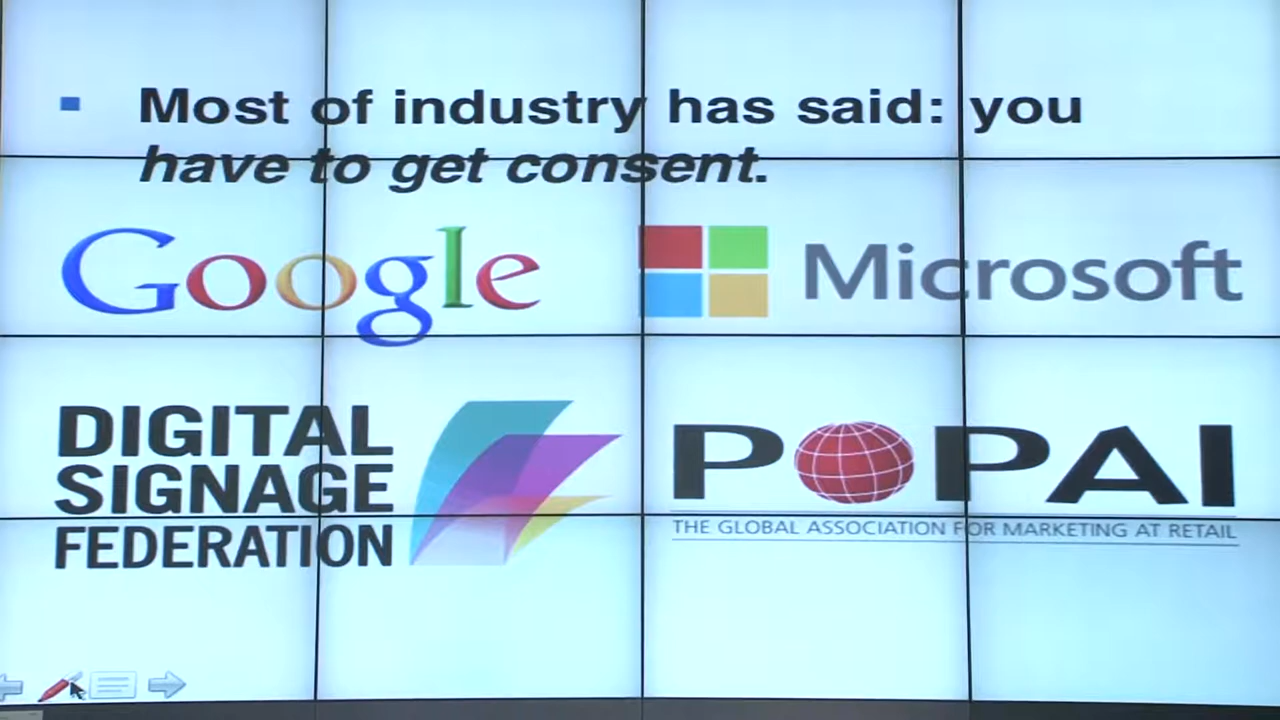 Most of industry has said: you
have to get consent.
Google
Microsoft
DIGITAL
SIGNAGE
FEDERATION
POPAI
THE GLOBAL ASSOCIATION FOR MARKETING AT RETAIL